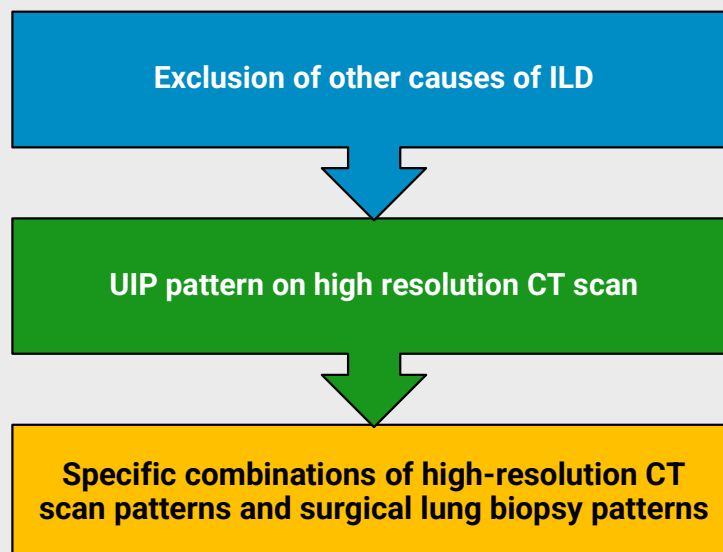 Exclusion of other causes of ILD
UIP pattern on high resolution CT scan
Specific combinations of high-resolution CT
scan patterns and surgical lung biopsy patterns